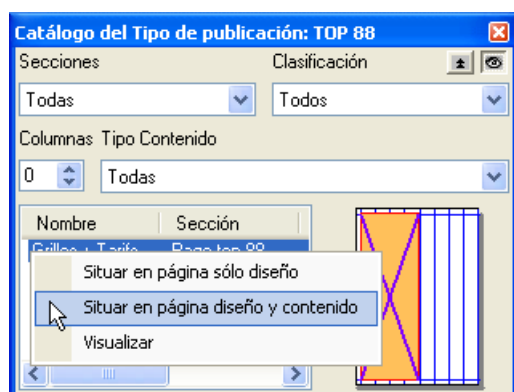 Catálogo del Tipo de publicación: TOP 88
Secciones Clasificación
Todas Todos
Columnas Tipo Contenido
0 Todas
Nombre Sección
Situar en página sólo diseño
Situar en página diseño y contenido
Visualizar